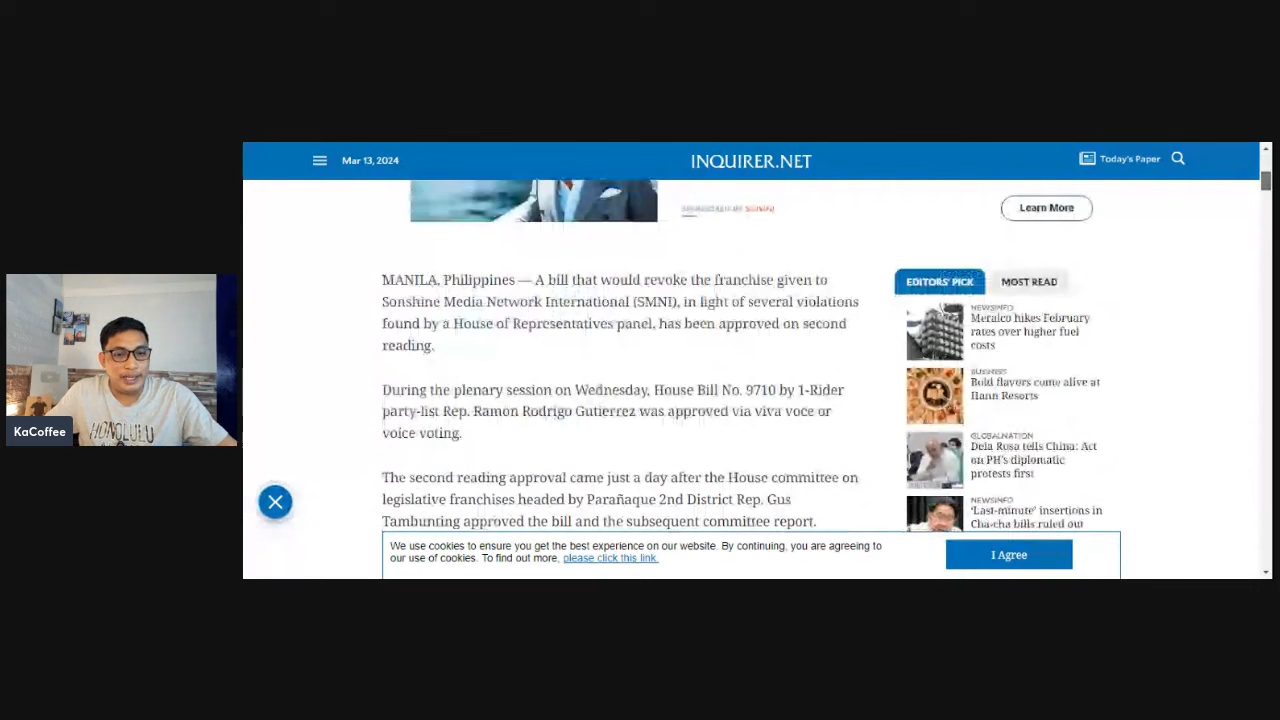 Mar 13, 2024
INQUIRER.NET
Today's Paper
Learn More
MANILA, Philippines — A bill that would revoke the franchise given to
Sonshine Media Network International (SMNI), in light of several violations
found by a House of Representatives panel, has been approved on second
reading.
During the plenary session on Wednesday, House Bill No. 9710 by 1-Rider
party-list Rep. Ramon Rodrigo Gutierrez was approved via viva voce or
voice voting.
The second reading approval came just a day after the House committee on
legislative franchises headed by Parañaque 2nd District Rep. Gus
Tambunting approved the bill and the subsequent committee report.
EDITORS' PICK
MOST READ
NEWSINFO
Meralco hikes February
rates over higher fuel
costs
BUSINESS
Bold flavors come alive at
Hann Resorts
GLOBALNATION
Dela Rosa tells China: Act
on PH's diplomatic
protests first
NEWSINFO
'Last-minute' insertions in
Cha-cha bills ruled out
We use cookies to ensure you get the best experience on our website. By continuing, you are agreeing to
our use of cookies. To find out more, please click this link.
I Agree
KaCoffee
HONOLULU